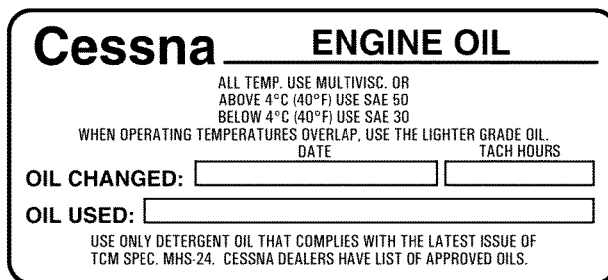 Cessna ENGINE OIL
ALL TEMP. USE MULTIVISC. OR
ABOVE 4°C (40°F) USE SAE 50
BELOW 4°C (40°F) USE SAE 30
WHEN OPERATING TEMPERATURES OVERLAP, USE THE LIGHTER GRADE OIL.
DATE TACH HOURS
OIL CHANGED:
OIL USED:
USE ONLY DETERGENT OIL THAT COMPLIES WITH THE LATEST ISSUE OF
TCM SPEC. MHS-24. CESSNA DEALERS HAVE LIST OF APPROVED OILS.